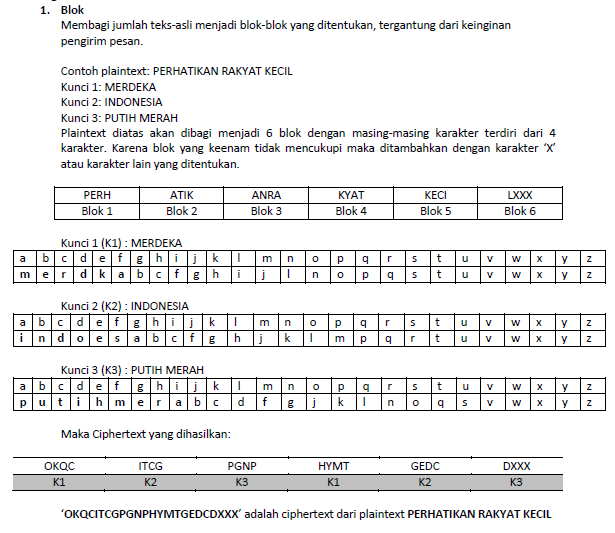 1. Blok
Membagi jumlah teks-asli menjadi blok-blok yang ditentukan, tergantung dari keinginan
pengirim pesan.
Contoh plaintext: PERHATIKAN RAKYAT KECIL
Kunci 1: MERDEKA
Kunci 2: INDONESIA
Kunci 3: PUTIH MERAH
Plaintext diatas akan dibagi menjadi 6 blok dengan masing-masing karakter terdiri dari 4
karakter. Karena blok yang keenam tidak mencukupi maka ditambahkan dengan karakter ‘X’
atau karakter lain yang ditentukan.
PERH ATIK ANRA KYAT KECI LXXX
Blok 1 Blok 2 Blok 3 Blok 4 Blok 5 Blok 6
Kunci 1 (K1) : MERDEKA
a b c d e f g h i j k l m n o p q r s t u v w x y z
m e r d k a b c f g h i j l n o p q s t u v w x y z
Kunci 2 (K2) : INDONESIA
a b c d e f g h i j k l m n o p q r s t u v w x y z
i n d o e s a b c f g h j k l m p q r t u v w x y z
Kunci 3 (K3) : PUTIH MERAH
a b c d e f g h i j k l m n o p q r s t u v w x y z
p u t i h m e r a b c d f g j k l n o q s v w x y z
Maka Ciphertext yang dihasilkan:
OKQC ITCG PGNP HYMT GEDC DXXX
K1 K2 K3 K1 K2 K3
‘OKQCITCGPGNPHYMTGEDCDXXX’ adalah ciphertext dari plaintext PERHATIKAN RAKYAT KECIL